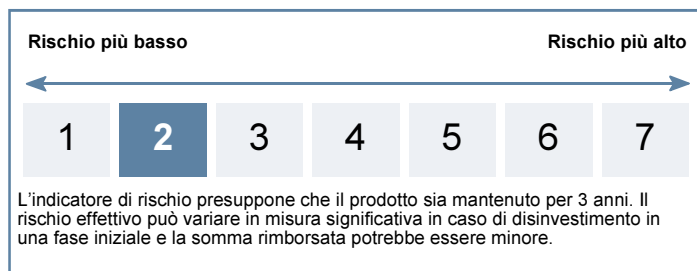 Rischio più basso Rischio più alto
1 2 3 4 5 6 7
L’indicatore di rischio presuppone che il prodotto sia mantenuto per 3 anni. Il
rischio effettivo può variare in misura significativa in caso di disinvestimento in
una fase iniziale e la somma rimborsata potrebbe essere minore.